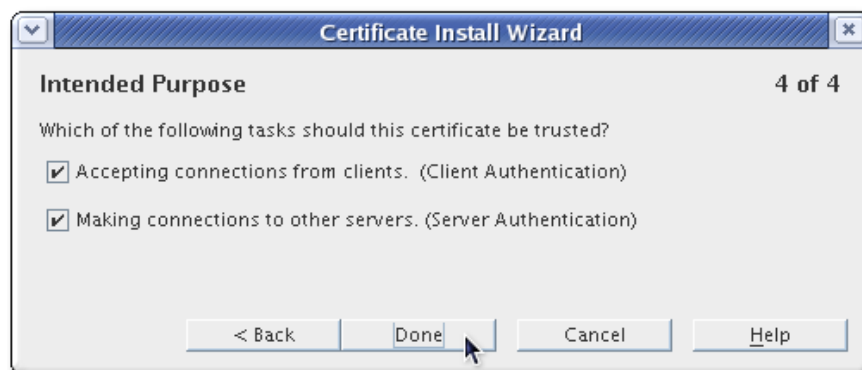 Certificate Install Wizard
Intended Purpose 4 of 4
Which of the following tasks should this certificate be trusted?
Accepting connections from clients. (Client Authentication)
Making connections to other servers. (Server Authentication)
< Back Done Cancel Help